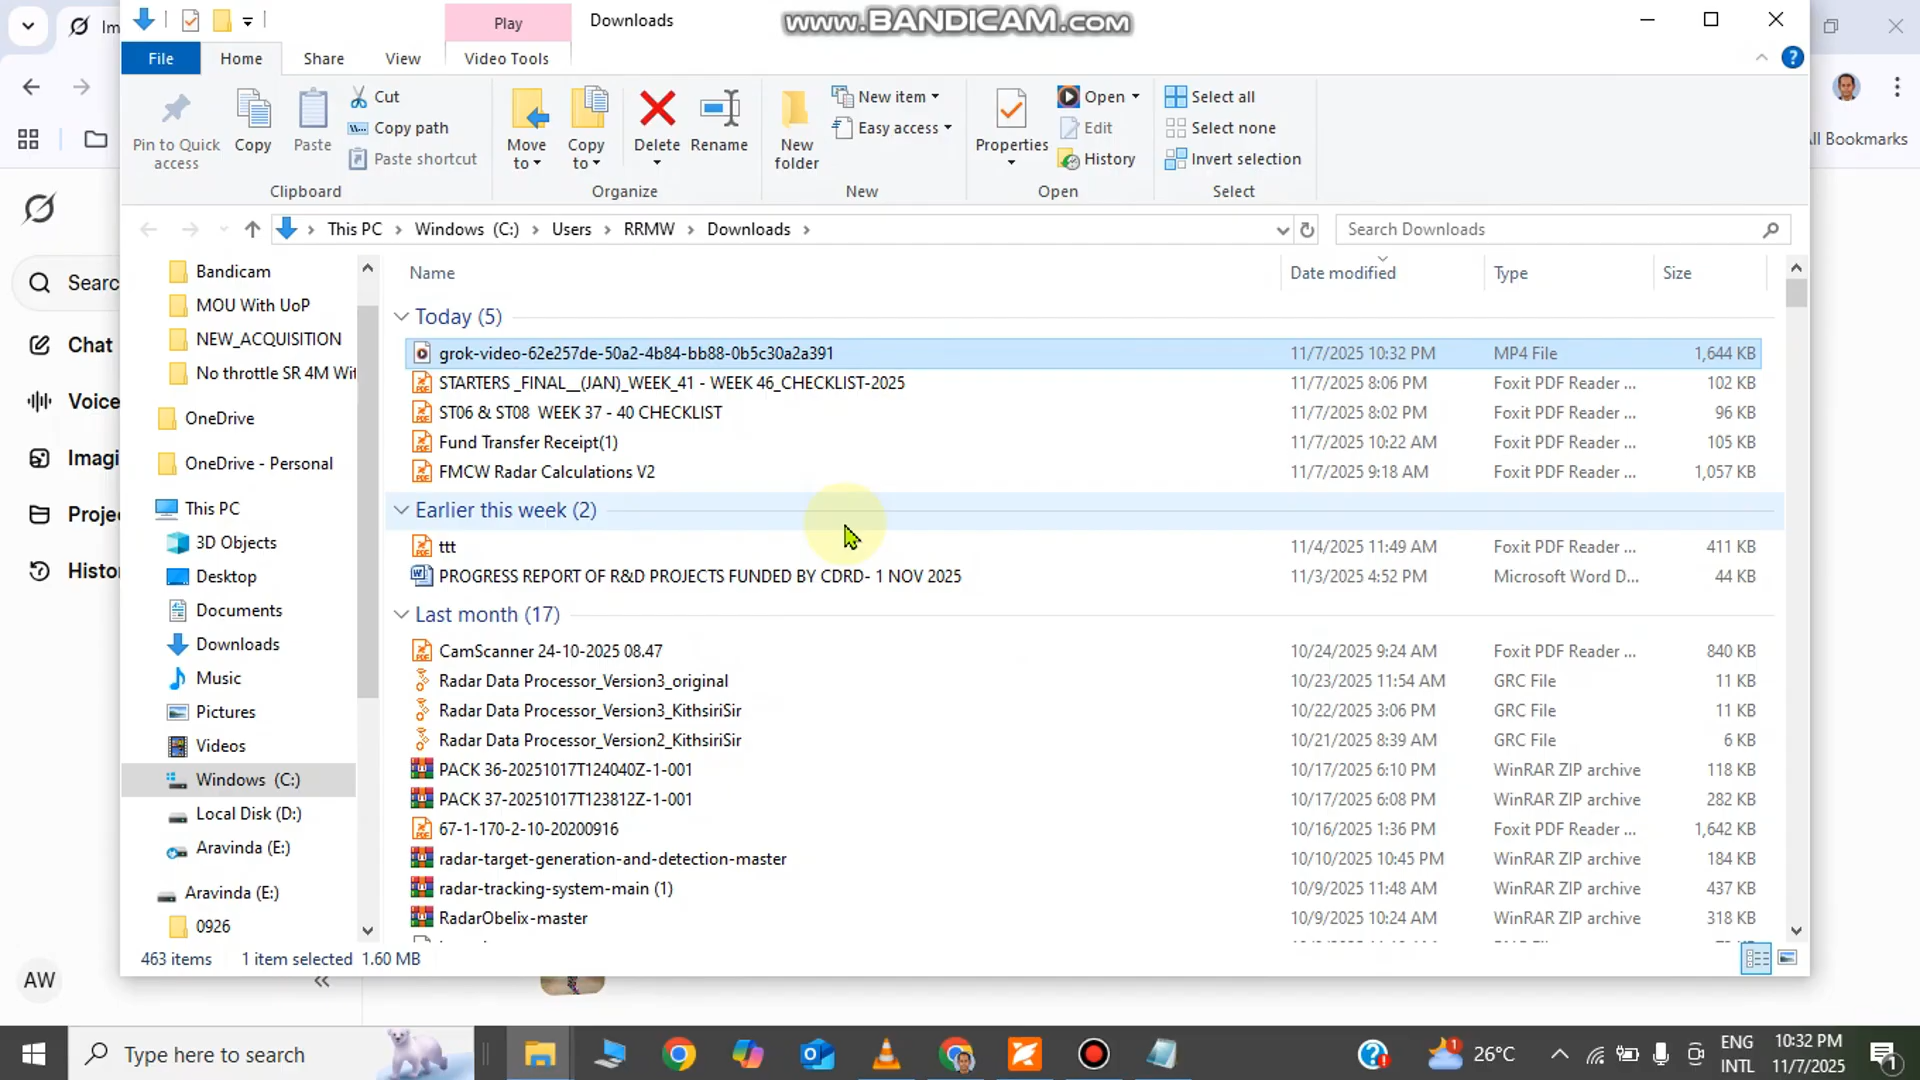 Im
Play
Downloads
www.BANDICAM.com
File
Home
Share
View
Video Tools
Pin to Quick access
Copy
Paste
Cut
Copy path
Paste shortcut
Clipboard
Move to
Copy to
Delete
Rename
Organize
New folder
New item
Easy access
New
Properties
Open
Edit
History
Open
Select all
Select none
Invert selection
Select
All Bookmarks
This PC > Windows (C:) > Users > RRMW > Downloads >
Search Downloads
Searc
Chat
Voice
Imagi
Projec
Histor
AW
Bandicam
MOU With UoP
NEW_ACQUISITION
No throttle SR 4M Wit
OneDrive
OneDrive - Personal
This PC
3D Objects
Desktop
Documents
Downloads
Music
Pictures
Videos
Windows (C:)
Local Disk (D:)
Aravinda (E:)
Aravinda (E:)
0926
Name Date modified Type Size
Today (5)
grok-video-62e257de-50a2-4b84-bb88-0b5c30a2a391 11/7/2025 10:32 PM MP4 File 1,644 KB
STARTERS _FINAL__(JAN)_WEEK_41 - WEEK 46_CHECKLIST-2025 11/7/2025 8:06 PM Foxit PDF Reader ... 102 KB
ST06 & ST08 WEEK 37 - 40 CHECKLIST 11/7/2025 8:02 PM Foxit PDF Reader ... 96 KB
Fund Transfer Receipt(1) 11/7/2025 10:22 AM Foxit PDF Reader ... 105 KB
FMCW Radar Calculations V2 11/7/2025 9:18 AM Foxit PDF Reader ... 1,057 KB
Earlier this week (2)
ttt 11/4/2025 11:49 AM Foxit PDF Reader ... 411 KB
PROGRESS REPORT OF R&D PROJECTS FUNDED BY CDRD- 1 NOV 2025 11/3/2025 4:52 PM Microsoft Word D... 44 KB
Last month (17)
CamScanner 24-10-2025 08.47 10/24/2025 9:24 AM Foxit PDF Reader ... 840 KB
Radar Data Processor_Version3_original 10/23/2025 11:54 AM GRC File 11 KB
Radar Data Processor_Version3_KithsiriSir 10/22/2025 3:06 PM GRC File 11 KB
Radar Data Processor_Version2_KithsiriSir 10/21/2025 8:39 AM GRC File 6 KB
PACK 36-20251017T124040Z-1-001 10/17/2025 6:10 PM WinRAR ZIP archive 118 KB
PACK 37-20251017T123812Z-1-001 10/17/2025 6:08 PM WinRAR ZIP archive 282 KB
67-1-170-2-10-20200916 10/16/2025 1:36 PM Foxit PDF Reader ... 1,642 KB
radar-target-generation-and-detection-master 10/10/2025 10:45 PM WinRAR ZIP archive 184 KB
radar-tracking-system-main (1) 10/9/2025 11:48 AM WinRAR ZIP archive 437 KB
RadarObelix-master 10/9/2025 10:24 AM WinRAR ZIP archive 318 KB
463 items 1 item selected 1.60 MB
Type here to search
26°C
ENG
INTL
10:32 PM
11/7/2025
1